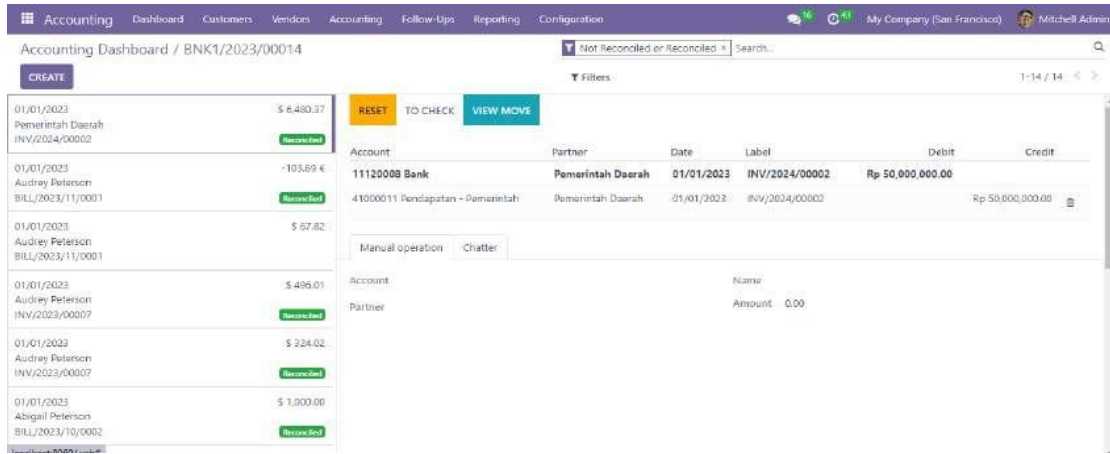 Accounting Dashboard Customers Vendors Accounting Follow-Ups Reporting Configuration 16 43 My Company (San Francisco) Mitchell Admin
Accounting Dashboard / BNK1/2023/00014
Not Reconciled or Reconciled × Search...
CREATE
Filters
1-14 / 14
01/01/2023 $ 6,480.37
Pemerintah Daerah
INV/2024/00002 Reconciled
01/01/2023 -103.69 €
Audrey Peterson
BILL/2023/11/0001 Reconciled
01/01/2023 $ 67.82
Audrey Peterson
BILL/2023/11/0001
01/01/2023 $ 496.01
Audrey Peterson
INV/2023/00007 Reconciled
01/01/2023 $ 324.02
Audrey Peterson
INV/2023/00007 Reconciled
01/01/2023 $ 1,000.00
Abigail Peterson
BILL/2023/10/0002 Reconciled
RESET TO CHECK VIEW MOVE
Account Partner Date Label Debit Credit
11120008 Bank Pemerintah Daerah 01/01/2023 INV/2024/00002 Rp 50,000,000.00
41000011 Pendapatan - Pemerintah Pemerintah Daerah 01/01/2023 INV/2024/00002 Rp 50,000,000.00
Manual operation Chatter
Account Name
Partner Amount 0.00